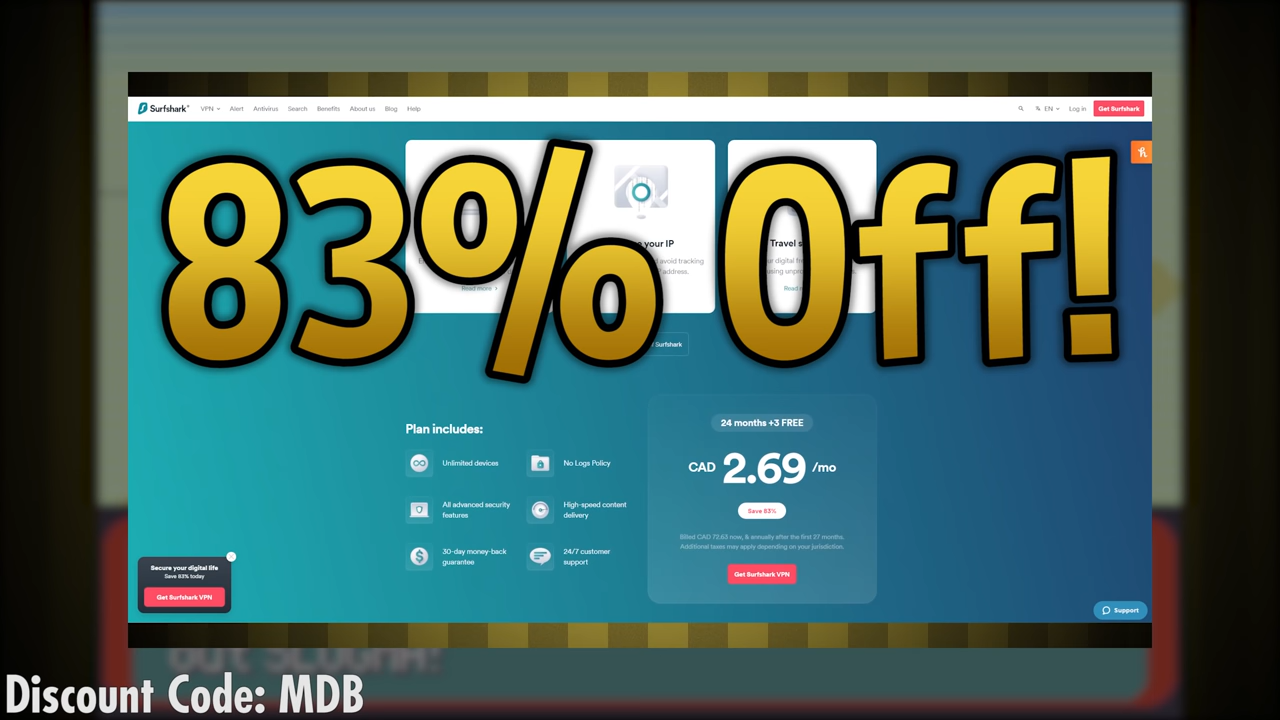 Surfshark
VPN Alert Antivirus Search Benefits About us Blog Help
EN Log in Get Surfshark
83% Off!
your IP
Travel
avoid tracking
address.
Read more >
Read
Surfshark
24 months +3 FREE
Plan includes:
CAD 2.69 /mo
Unlimited devices
No Logs Policy
All advanced security
features
High-speed content
delivery
Save 83%
Billed CAD 72.63 now, & annually after the first 27 months.
Additional taxes may apply depending on your jurisdiction.
30-day money-back
guarantee
24/7 customer
support
Get Surfshark VPN
Secure your digital life
Save 83% today
Get Surfshark VPN
Support
Discount Code: MDB